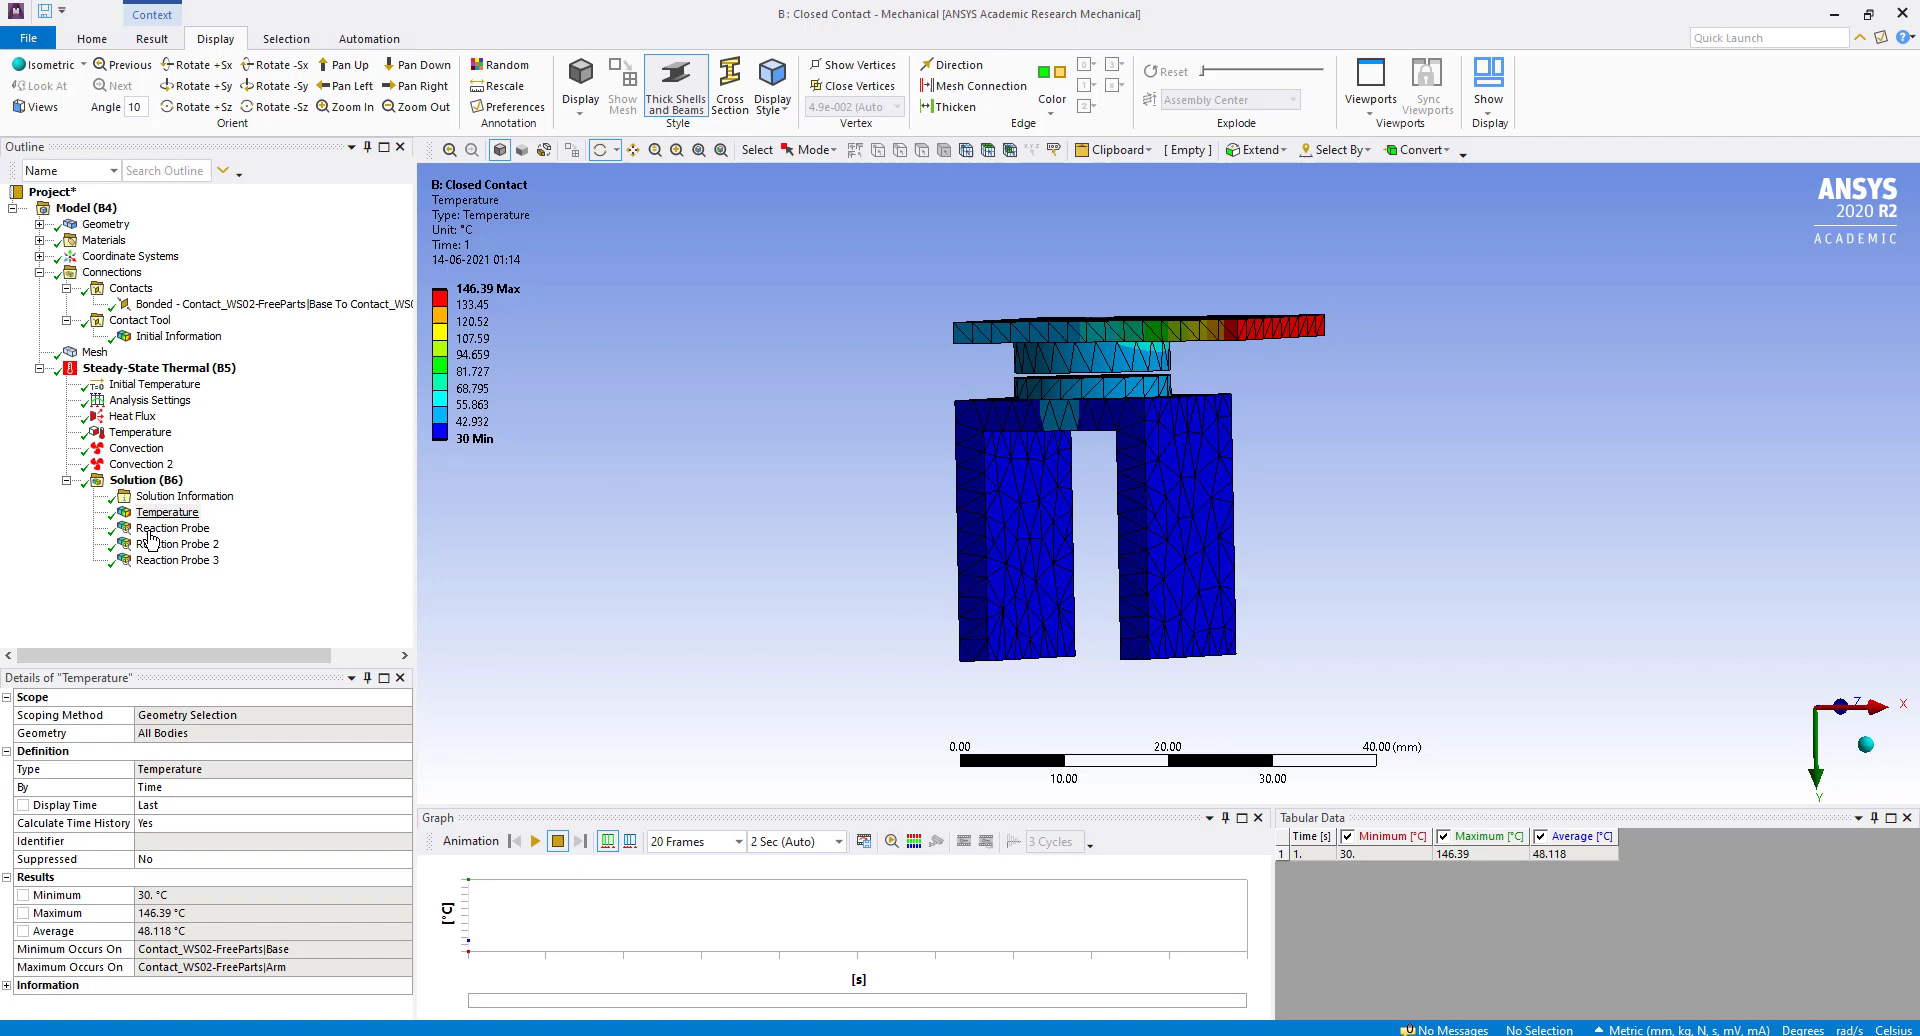 Context
B: Closed Contact - Mechanical [ANSYS Academic Research Mechanical]
File Home Result Display Selection Automation Quick Launch
Isometric Previous Rotate +Sx Rotate -Sx Pan Up Pan Down
Look At Next Rotate +Sy Rotate -Sy Pan Left Pan Right
Views Angle 10 Rotate +Sz Rotate -Sz Zoom In Zoom Out
Orient
Random
Rescale
Preferences
Annotation
Display
Show Mesh
Thick Shells and Beams
Cross Section
Display Style
Style
Show Vertices
Close Vertices
4.9e-002 (Auto
Vertex
Direction
Mesh Connection
Thicken
Color
Edge
Reset
Assembly Center
Explode
Viewports
Sync Viewports
Viewports
Show
Display
Outline
Name Search Outline
Select Mode Clipboard [ Empty ] Extend Select By Convert
Project*
Model (B4)
Geometry
Materials
Coordinate Systems
Connections
Contacts
Bonded - Contact_WS02-FreeParts|Base To Contact_WS0
Contact Tool
Initial Information
Mesh
Steady-State Thermal (B5)
Initial Temperature
Analysis Settings
Heat Flux
Temperature
Convection
Convection 2
Solution (B6)
Solution Information
Temperature
Reaction Probe
Reaction Probe 2
Reaction Probe 3
B: Closed Contact
Temperature
Type: Temperature
Unit: °C
Time: 1
14-06-2021 01:14
146.39 Max
133.45
120.52
107.59
94.659
81.727
68.795
55.863
42.932
30 Min
ANSYS
2020 R2
ACADEMIC
0.00 20.00 40.00 (mm)
10.00 30.00
Z X
Y
Details of "Temperature"
Scope
Scoping Method Geometry Selection
Geometry All Bodies
Definition
Type Temperature
By Time
Display Time Last
Calculate Time History Yes
Identifier
Suppressed No
Results
Minimum 30. °C
Maximum 146.39 °C
Average 48.118 °C
Minimum Occurs On Contact_WS02-FreeParts|Base
Maximum Occurs On Contact_WS02-FreeParts|Arm
Information
Graph
Animation 20 Frames 2 Sec (Auto) 3 Cycles
[°C]
[s]
Tabular Data
Time [s] Minimum [°C] Maximum [°C] Average [°C]
1 1. 30. 146.39 48.118
No Messages No Selection Metric (mm, kg, N, s, mV, mA) Degrees rad/s Celsius